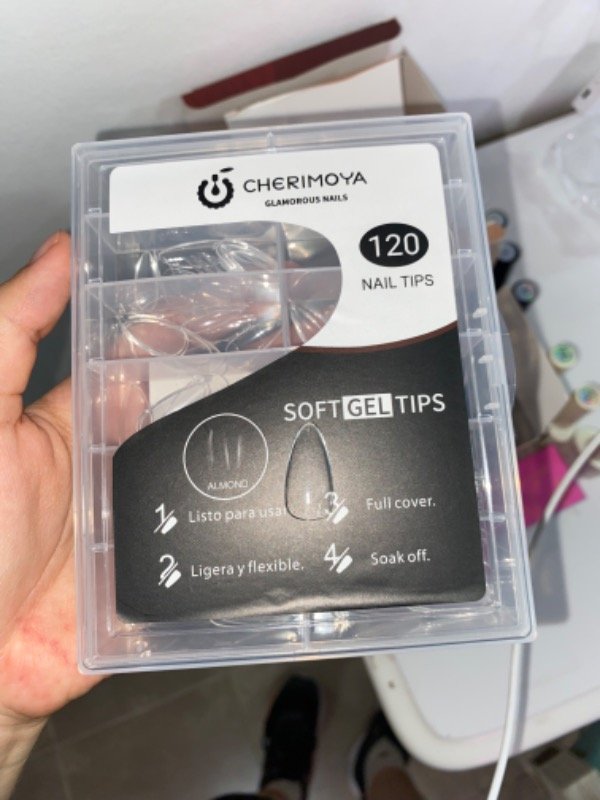 CHERIMOYA
GLAMOROUS NAILS
120
NAIL TIPS
SOFT GEL TIPS
ALMOND
1 Listo para usar
2 Ligera y flexible.
3 Full cover.
4 Soak off.